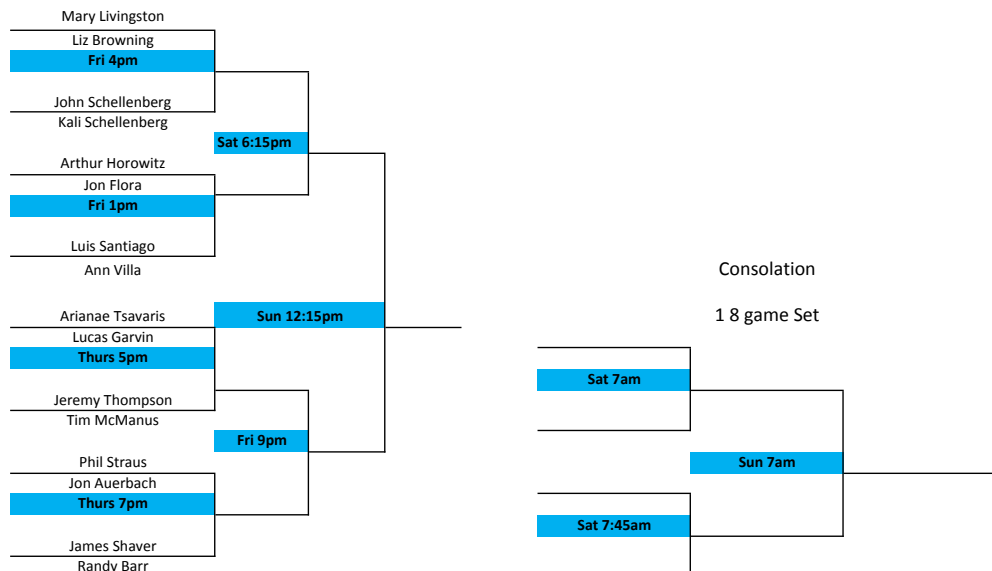 Mary Livingston
Liz Browning
Fri 4pm
John Schellenberg
Kali Schellenberg
Sat 6:15pm
Arthur Horowitz
Jon Flora
Fri 1pm
Luis Santiago
Ann Villa
Arianae Tsavaris
Sun 12:15pm
Lucas Garvin
Thurs 5pm
Jeremy Thompson
Tim McManus
Fri 9pm
Phil Straus
Jon Auerbach
Thurs 7pm
James Shaver
Randy Barr
Consolation
1 8 game Set
Sat 7am
Sun 7am
Sat 7:45am